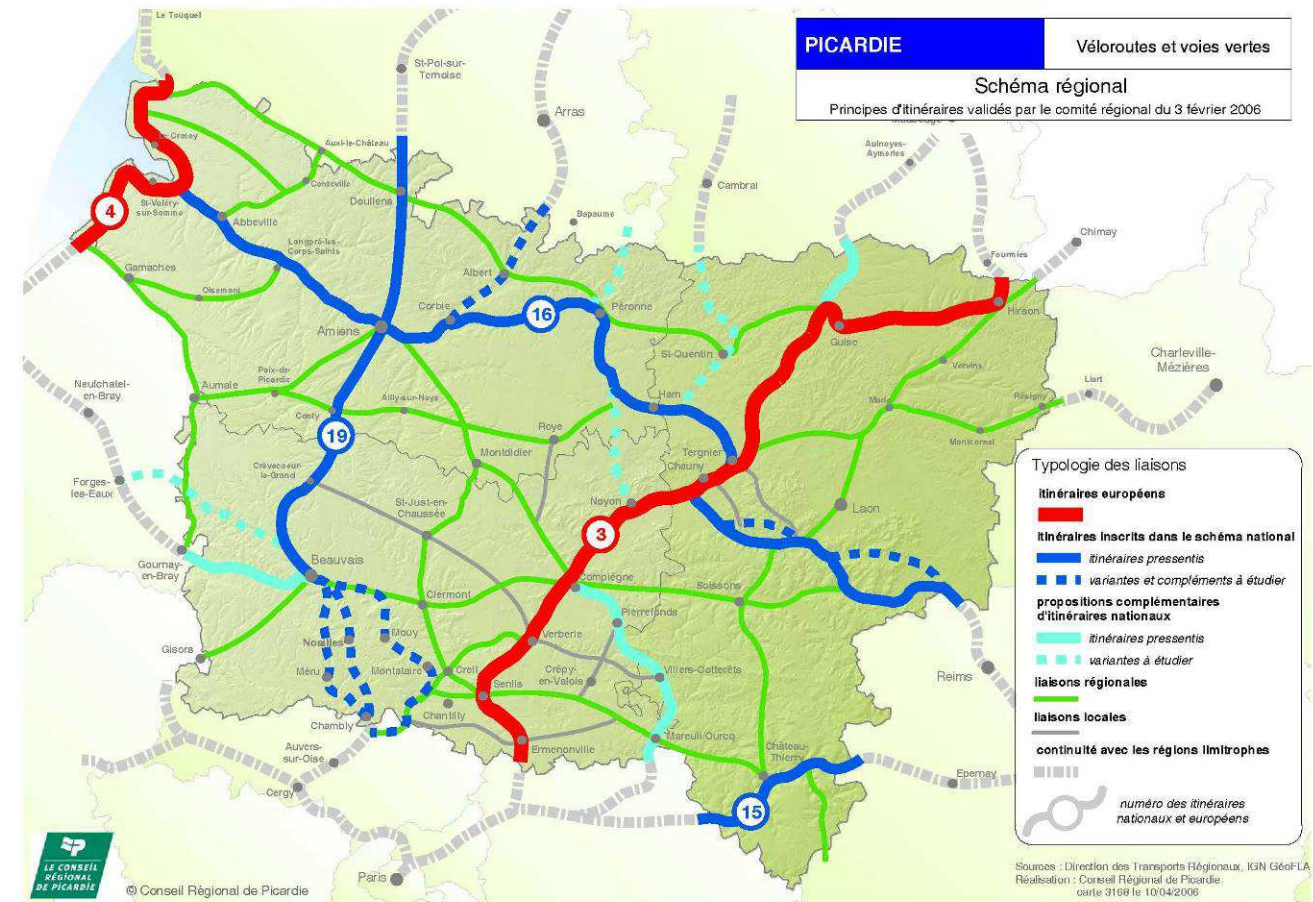 PICARDIE
Véloroutes et voies vertes
Schéma régional
Principes d'itinéraires validés par le comité régional du 3 février 2006
Le Touquet
St-Pol-sur-
Ternoise
Arras
Aulnoyes-
Aymeries
Cambrai
Chimay
Fourmies
Le Crotoy
Auxi-le-Château
Conteville
Doullens
St-Valéry-
sur-Somme
4
Abbeville
Bapaume
Longpré-les-
Corps-Saints
Gamaches
Oisemont
Albert
Corbie
16
Péronne
Hirson
Amiens
Guise
St-Quentin
Vervins
Charleville-
Mézières
Poix-de-
Picardie
Neufchatel-
en-Bray
Aumale
Ailly-sur-Noye
Conty
Ham
Liart
Marle
Résigny
19
Roye
Montcornet
Tergnier
Chauny
Montdidier
Crèvecoeur
le-Grand
Forges-
les-Eaux
St-Just-en-
Chaussée
Noyon
Laon
3
Gournay-
en-Bray
Beauvais
Compiègne
Soissons
Clermont
Pierrefonds
Mouy
Noailles
Verberie
Gisors
Méru
Montataire
Creil
Crêpy-
en-Valois
Villers-Cotterêts
Reims
Senlis
Chantilly
Chambly
Ermenonville
Mareuil/Ourcq
Auvers-
sur-Oise
Château-
Thierry
Epernay
Cergy
15
Paris
Typologie des liaisons
itinéraires européens
itinéraires inscrits dans le schéma national
itinéraires pressentis
variantes et compléments à étudier
propositions complémentaires
d'itinéraires nationaux
itinéraires pressentis
variantes à étudier
liaisons régionales
liaisons locales
continuité avec les régions limitrophes
numéro des itinéraires
nationaux et européens
LE CONSEIL
RÉGIONAL
DE PICARDIE
© Conseil Régional de Picardie
Sources : Direction des Transports Régionaux, IGN GéoFLA
Réalisation : Conseil Régional de Picardie
carte 3168 le 10/04/2006